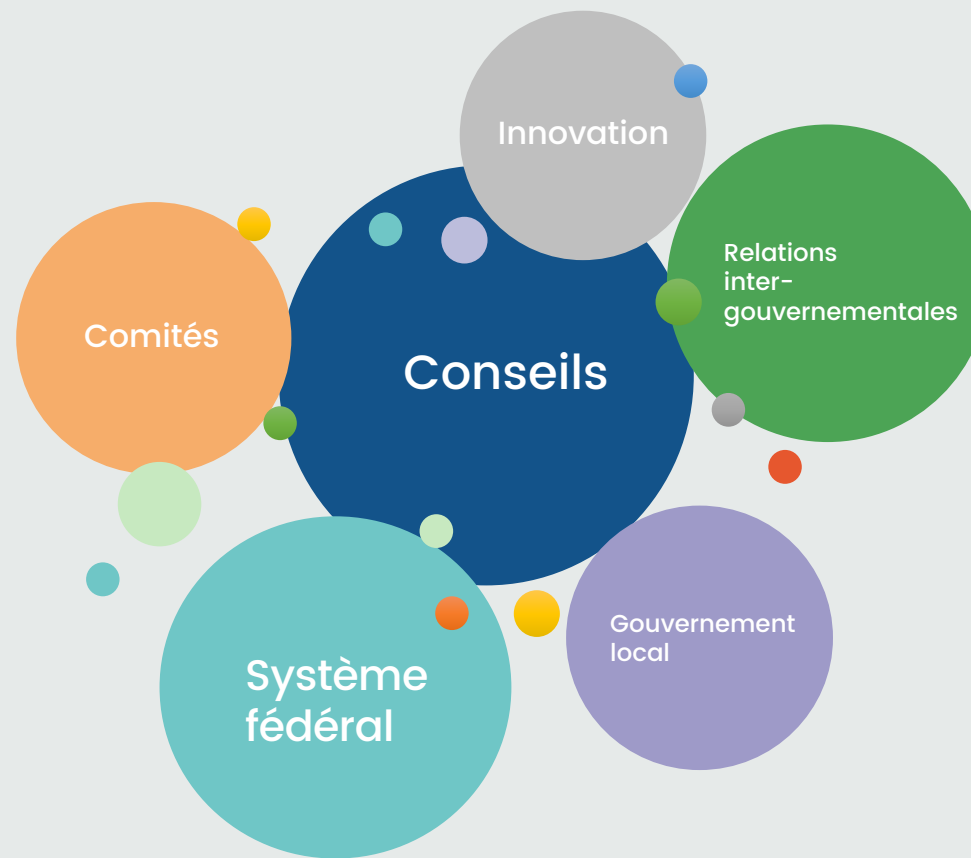 Innovation
Relations
inter-
gouvernementales
Comités
Conseils
Gouvernement
local
Système
fédéral